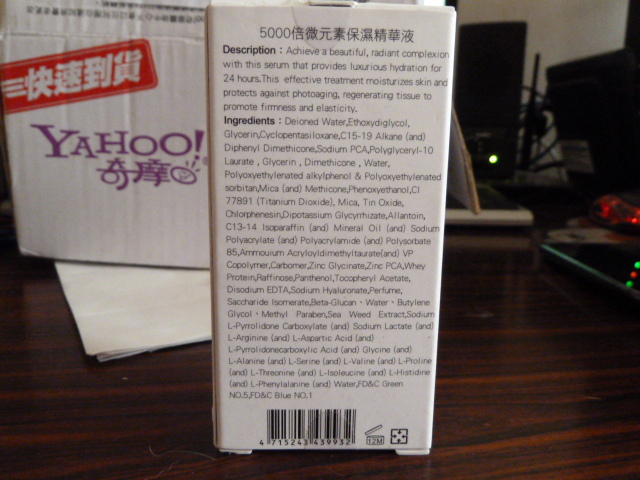 快速到貨
YAHOO!
奇摩
5000倍微元素保濕精華液
Description : Achieve a beautiful, radiant complexion
with this serum that provides luxurious hydration for
24 hours.This effective treatment moisturizes skin and
protects against photoaging, regenerating tissue to
promote firmness and elasticity.
Ingredients : Deioned Water,Ethoxydiglycol,
Glycerin,Cyclopentasiloxane,C15-19 Alkane (and)
Diphenyl Dimethicone,Sodium PCA,Polyglyceryl-10
Laurate , Glycerin , Dimethicone , Water,
Polyoxyethylenated alkylphenol & Polyoxyethylenated
sorbitan,Mica (and) Methicone,Phenoxyethanol,CI
77891 (Titanium Dioxide), Mica, Tin Oxide,
Chlorphenesin,Dipotassium Glycyrrhizate,Allantoin,
C13-14 Isoparaffin (and) Mineral Oil (and) Sodium
Polyacrylate (and) Polyacrylamide (and) Polysorbate
85,Ammouium Acryloyldimethyltaurate(and) VP
Copolymer,Carbomer,Zinc Glycinate,Zinc PCA,Whey
Protein,Raffinose,Panthenol,Tocopheryl Acetate,
Disodium EDTA,Sodium Hyaluronate,Perfume,
Saccharide Isomerate,Beta-Glucan、Water、Butylene
Glycol、Methyl Paraben,Sea Weed Extract,Sodium
L-Pyrrolidone Carboxylate (and) Sodium Lactate (and)
L-Arginine (and) L-Aspartic Acid (and)
L-Pyrrolidonecarboxylic Acid (and) Glycine (and)
L-Alanine (and) L-Serine (and) L-Valine (and) L-Proline
(and) L-Threonine (and) L-Isoleucine (and) L-Histidine
(and) L-Phenylalanine (and) Water,FD&C Green
NO.5,FD&C Blue NO.1
4 715243 439932
12M